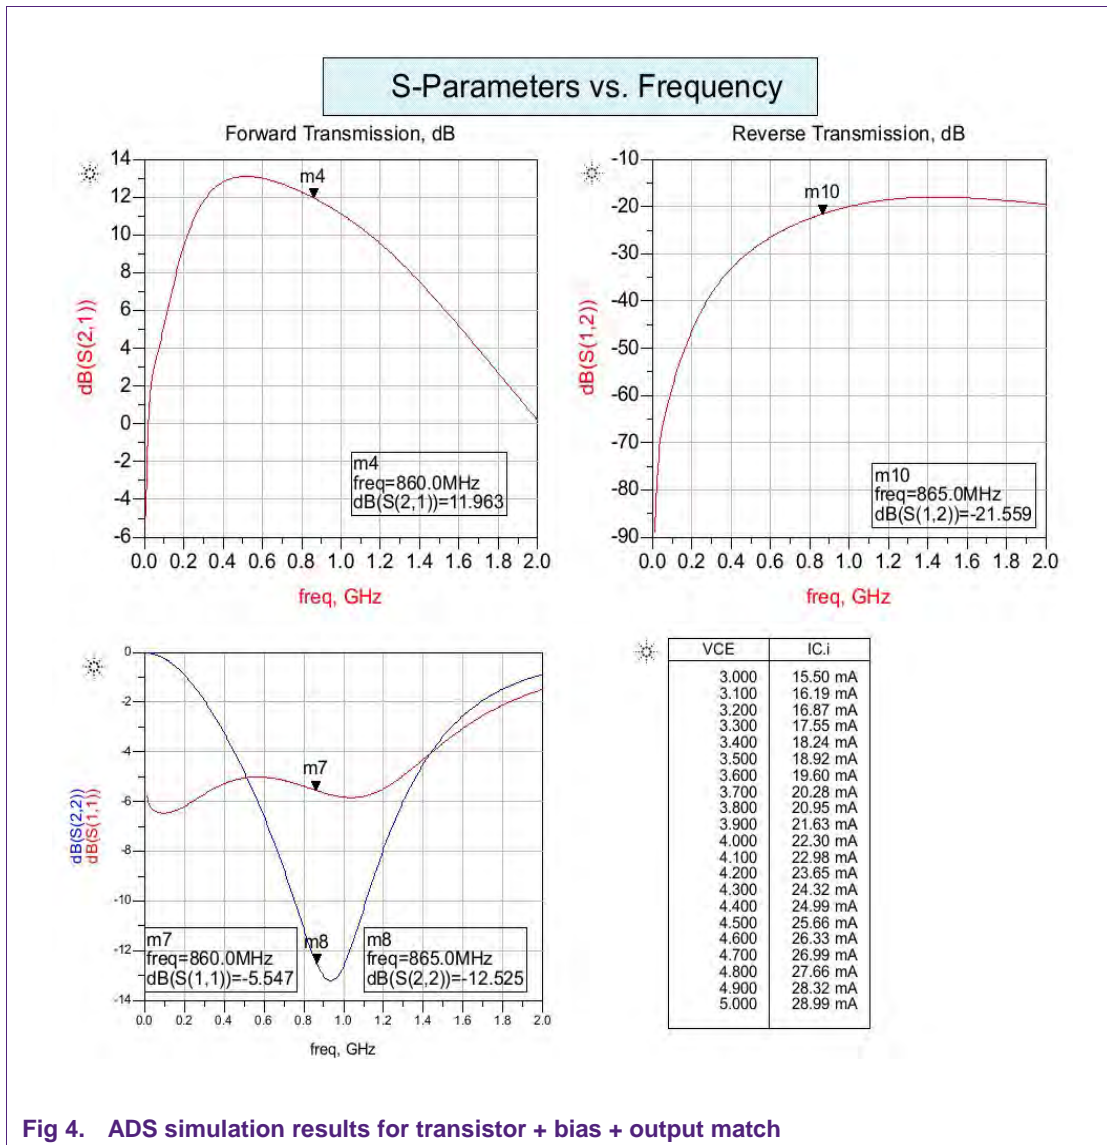 S-Parameters vs. Frequency
Forward Transmission, dB
14
12
10
8
6
4
2
0
-2
-4
-6
dB(S(2,1))
m4
m4
freq=860.0MHz
dB(S(2,1))=11.963
0.0 0.2 0.4 0.6 0.8 1.0 1.2 1.4 1.6 1.8 2.0
freq, GHz
Reverse Transmission, dB
-10
-20
-30
-40
-50
-60
-70
-80
-90
dB(S(1,2))
m10
m10
freq=865.0MHz
dB(S(1,2))=-21.559
0.0 0.2 0.4 0.6 0.8 1.0 1.2 1.4 1.6 1.8 2.0
freq, GHz
0
-2
-4
-6
-8
-10
-12
-14
dB(S(2,2))
dB(S(1,1))
m7
m8
m7
freq=860.0MHz
dB(S(1,1))=-5.547
m8
freq=865.0MHz
dB(S(2,2))=-12.525
0.0 0.2 0.4 0.6 0.8 1.0 1.2 1.4 1.6 1.8 2.0
freq, GHz
VCE IC.i
3.000 15.50 mA
3.100 16.19 mA
3.200 16.87 mA
3.300 17.55 mA
3.400 18.24 mA
3.500 18.92 mA
3.600 19.60 mA
3.700 20.28 mA
3.800 20.95 mA
3.900 21.63 mA
4.000 22.30 mA
4.100 22.98 mA
4.200 23.65 mA
4.300 24.32 mA
4.400 24.99 mA
4.500 25.66 mA
4.600 26.33 mA
4.700 26.99 mA
4.800 27.66 mA
4.900 28.32 mA
5.000 28.99 mA
Fig 4. ADS simulation results for transistor + bias + output match